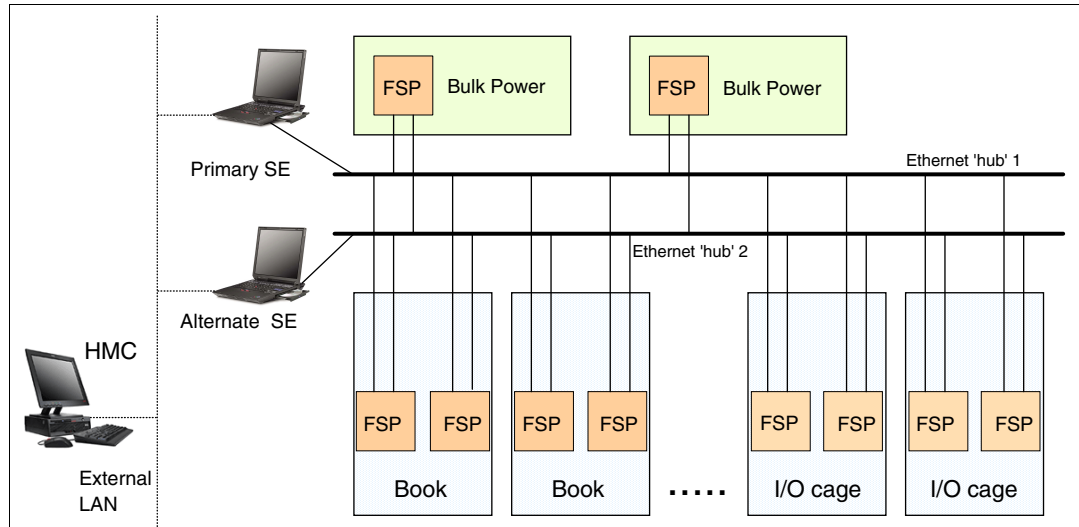 FSP
Bulk Power
FSP
Bulk Power
Primary SE
Ethernet 'hub' 1
Ethernet 'hub' 2
Alternate SE
HMC
FSP
FSP
FSP
FSP
FSP
FSP
FSP
FSP
External
LAN
Book
Book
.....
I/O cage
I/O cage